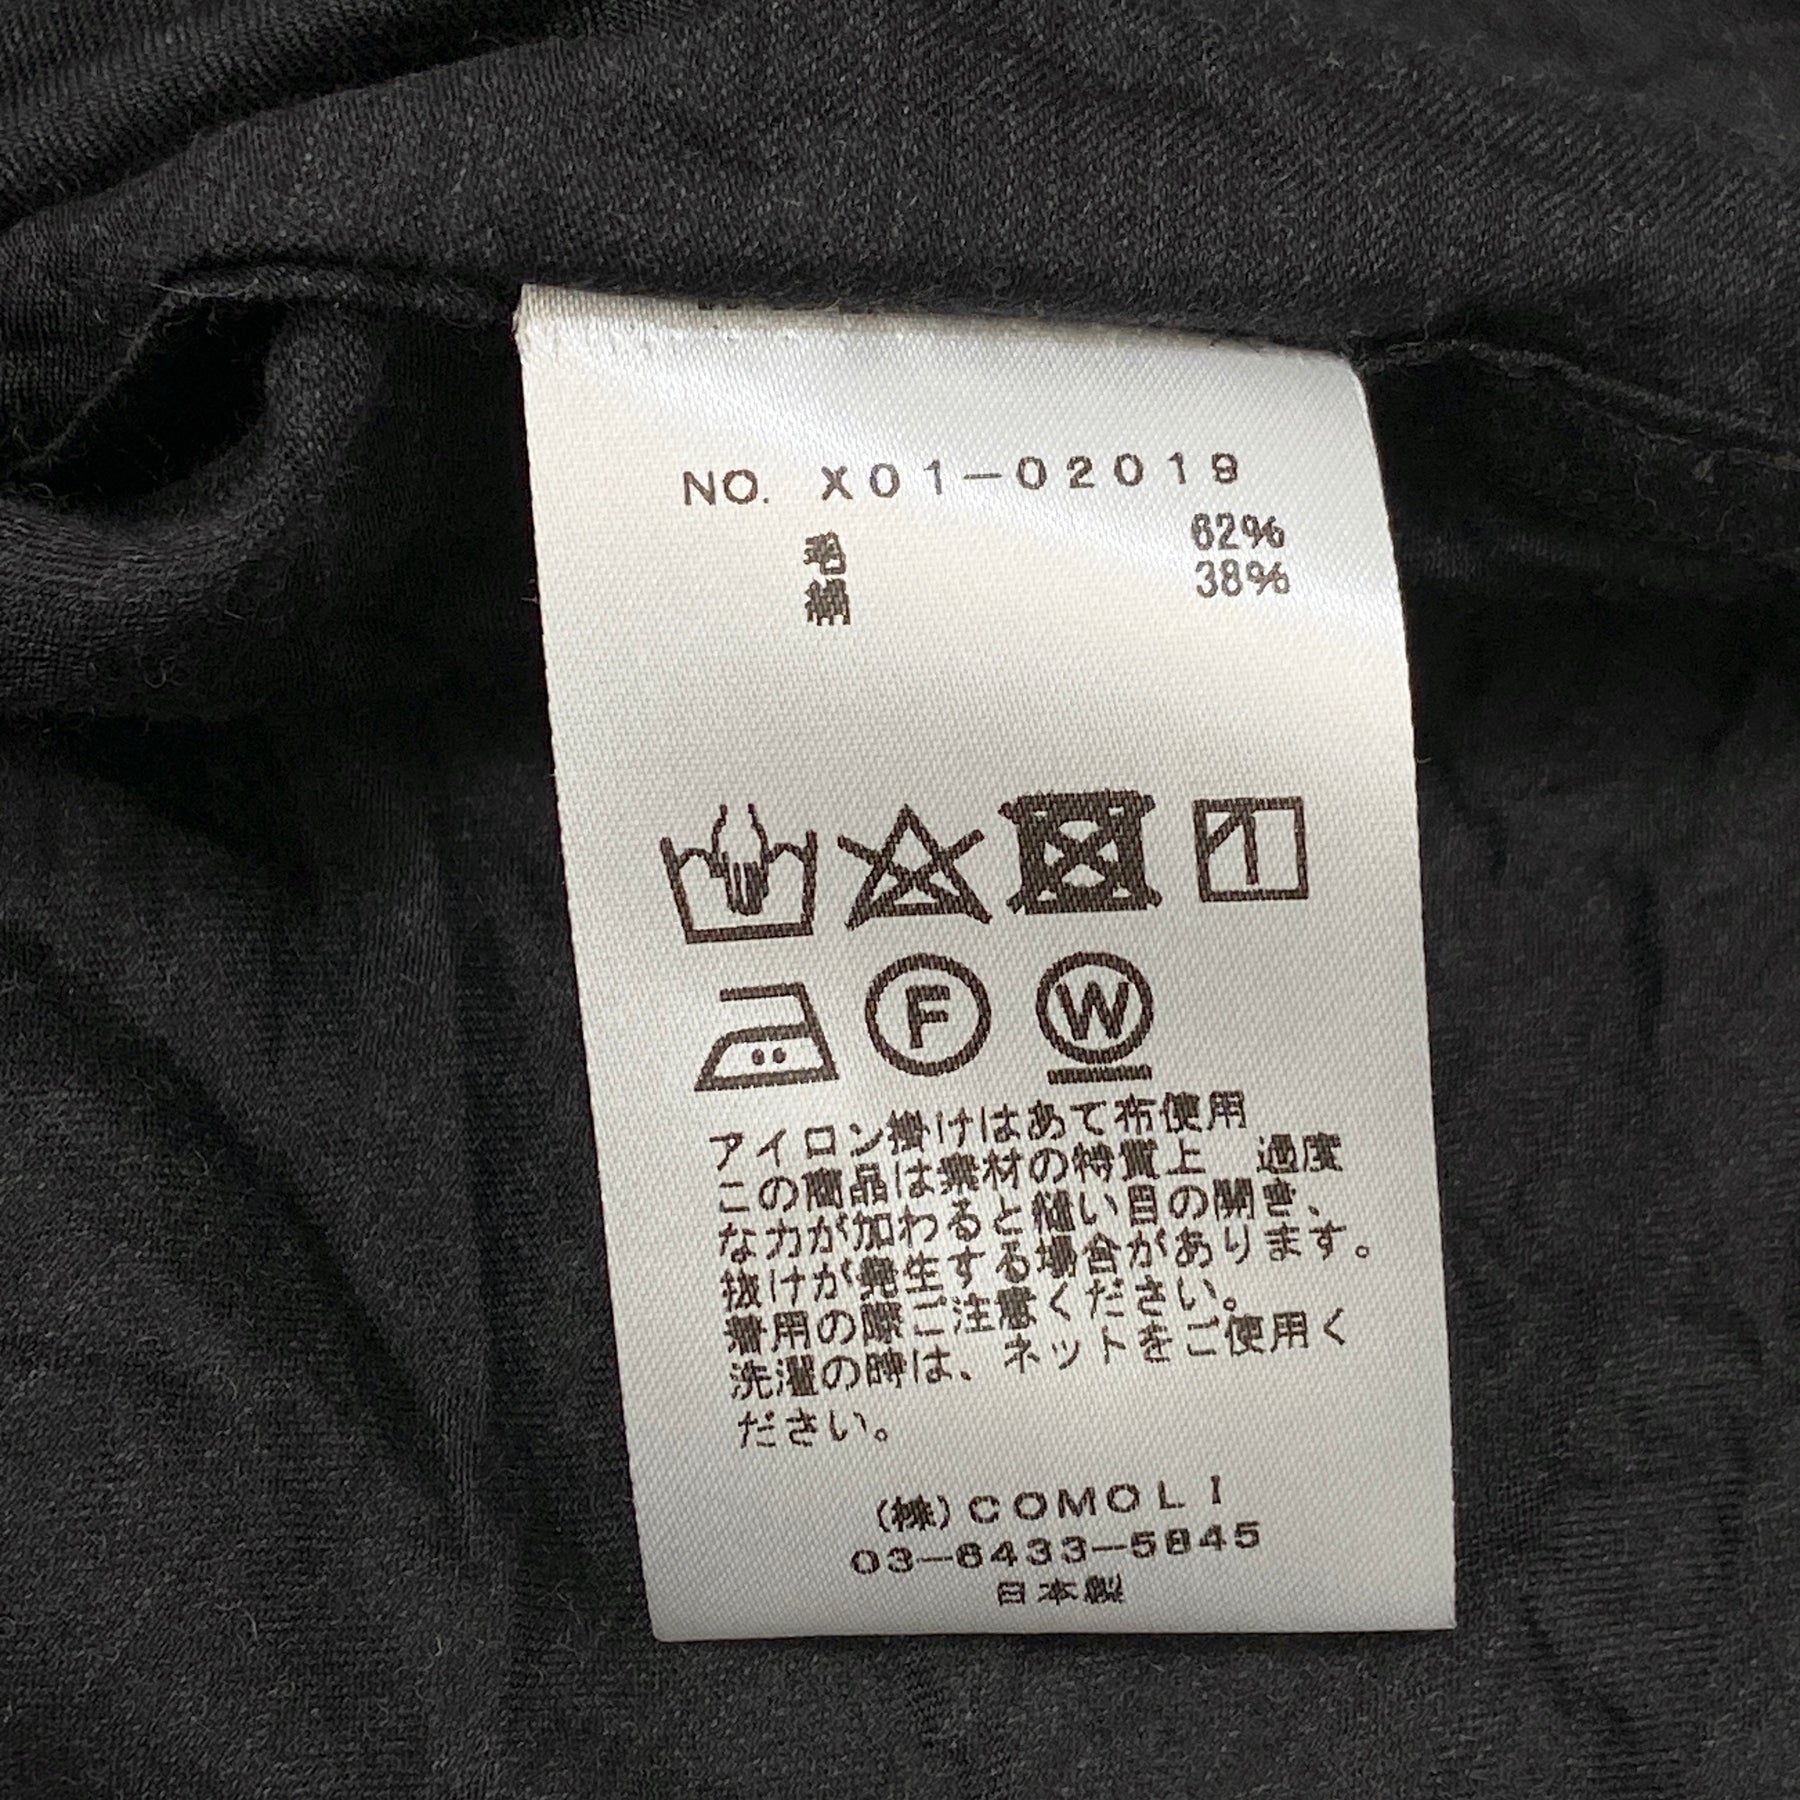 NO. X01-02019
毛 62%
綿 38%
F W
アイロン掛けはあて布使用
この商品は素材の特質上 過度
な力が加わると縫い目の開き、
抜けが発生する場合があります。
着用の際ご注意ください。
洗濯の時は、ネットをご使用く
ださい。
(株)COMOLI
03-6433-5845
日本製